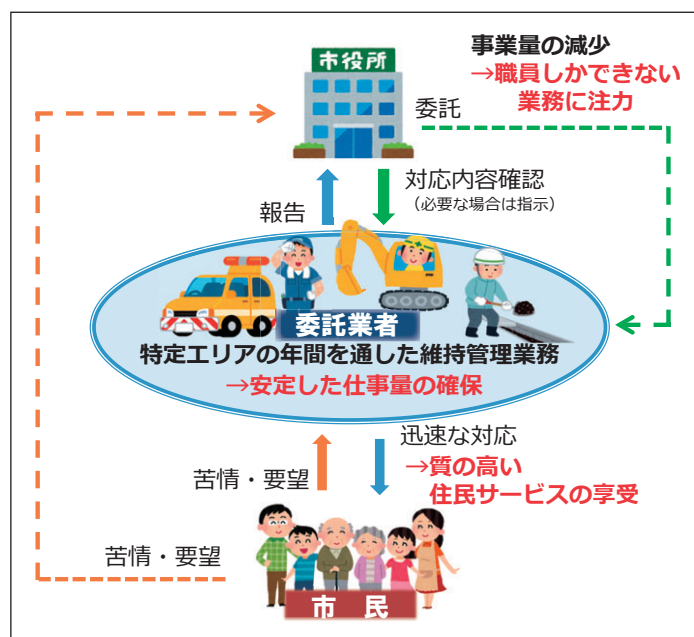 市役所
事業量の減少
→職員しかできない
業務に注力
委託
対応内容確認
（必要な場合は指示）
報告
委託業者
特定エリアの年間を通した維持管理業務
→安定した仕事量の確保
迅速な対応
→質の高い
住民サービスの享受
苦情・要望
苦情・要望
市 民